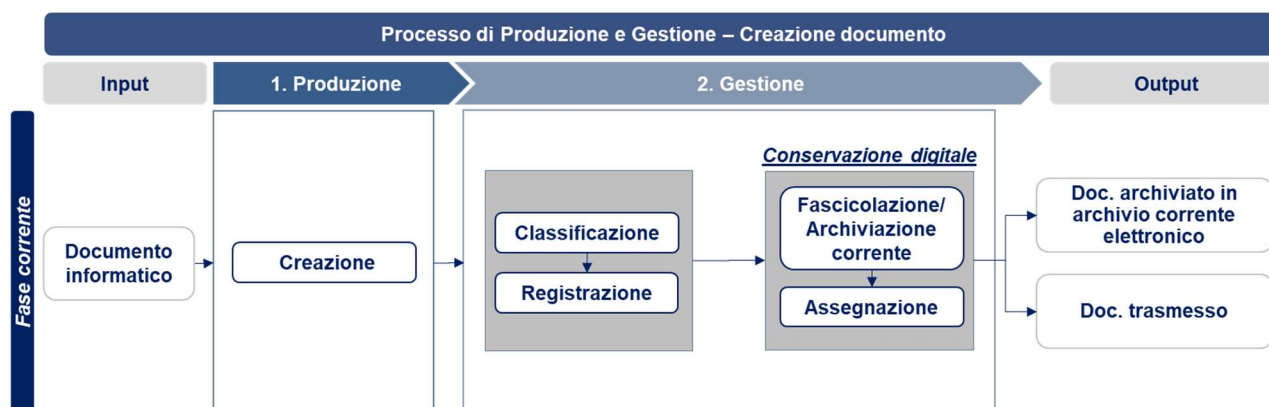 Processo di Produzione e Gestione – Creazione documento
Input
1. Produzione
2. Gestione
Output
Fase corrente
Documento
informatico
Creazione
Classificazione
Registrazione
Conservazione digitale
Fascicolazione/
Archiviazione
corrente
Assegnazione
Doc. archiviato in
archivio corrente
elettronico
Doc. trasmesso